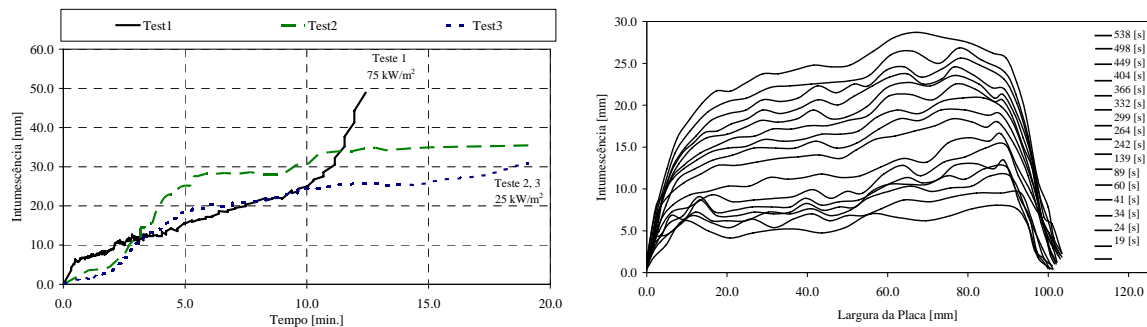 Test1 Test2 Test3
60.0
50.0
40.0
30.0
20.0
10.0
0.0
Intumescência [mm]
Teste 1
75 kW/m²
Teste 2, 3
25 kW/m²
0.0 5.0 10.0 15.0 20.0
Tempo [min.]
30.0
25.0
20.0
15.0
10.0
5.0
0.0
Intumescência [mm]
538 [s]
498 [s]
449 [s]
404 [s]
366 [s]
332 [s]
299 [s]
264 [s]
242 [s]
139 [s]
89 [s]
60 [s]
41 [s]
34 [s]
24 [s]
19 [s]
0.0 20.0 40.0 60.0 80.0 100.0 120.0
Largura da Placa [mm]